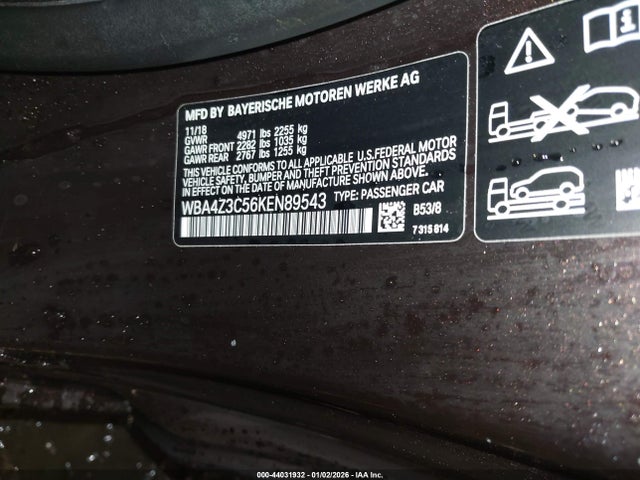 MFD BY BAYERISCHE MOTOREN WERKE AG
11/18
GVWR 4971 lbs 2255 kg
GAWR FRONT 2282 lbs 1035 kg
GAWR REAR 2767 lbs 1255 kg
THIS VEHICLE CONFORMS TO ALL APPLICABLE U.S.FEDERAL MOTOR
VEHICLE SAFETY, BUMPER AND THEFT PREVENTION STANDARDS
IN EFFECT ON THE DATE OF MANUFACTURE SHOWN ABOVE.
WBA4Z3C56KEN89543 TYPE: PASSENGER CAR
B53/8
7 315 814
000-44031932 - 01/02/2026 - IAA Inc.